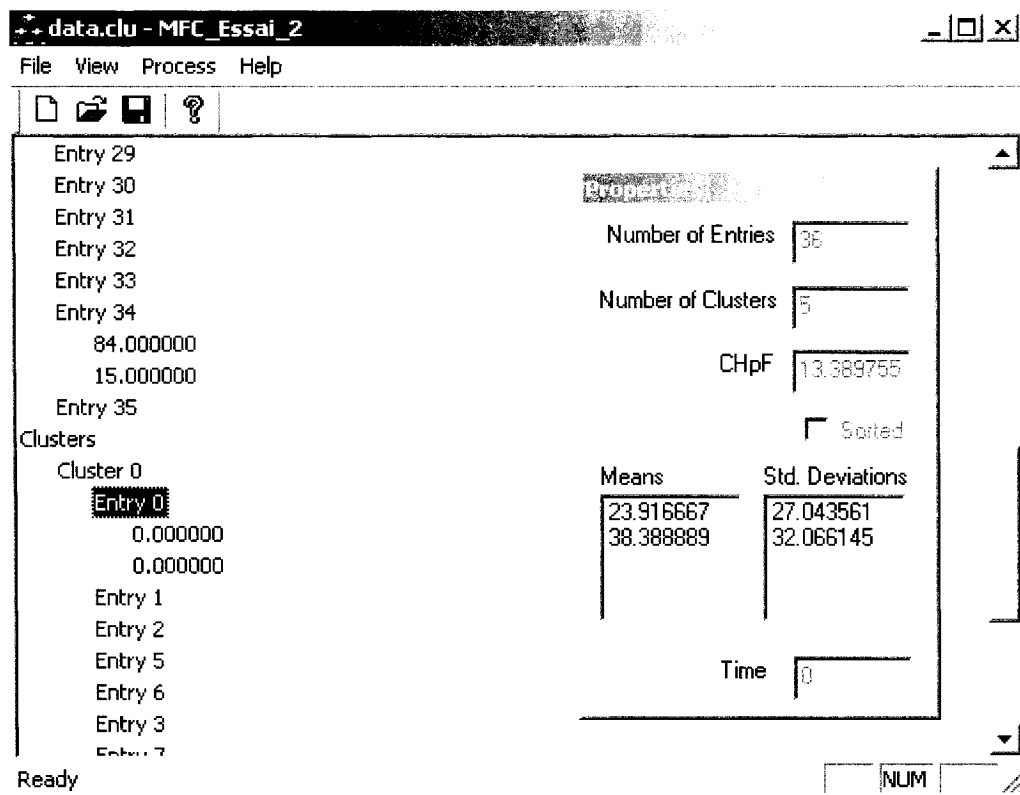 data.clu - MFC_Essai_2
File View Process Help
Entry 29
Entry 30
Entry 31
Entry 32
Entry 33
Entry 34
84.000000
15.000000
Entry 35
Clusters
Cluster 0
Entry 0
0.000000
0.000000
Entry 1
Entry 2
Entry 5
Entry 6
Entry 3
Entry 7
Properties
Number of Entries 36
Number of Clusters 5
CHpF 13.389755
Sorted
Means Std. Deviations
23.916667 27.043561
38.388889 32.066145
Time 0
Ready NUM